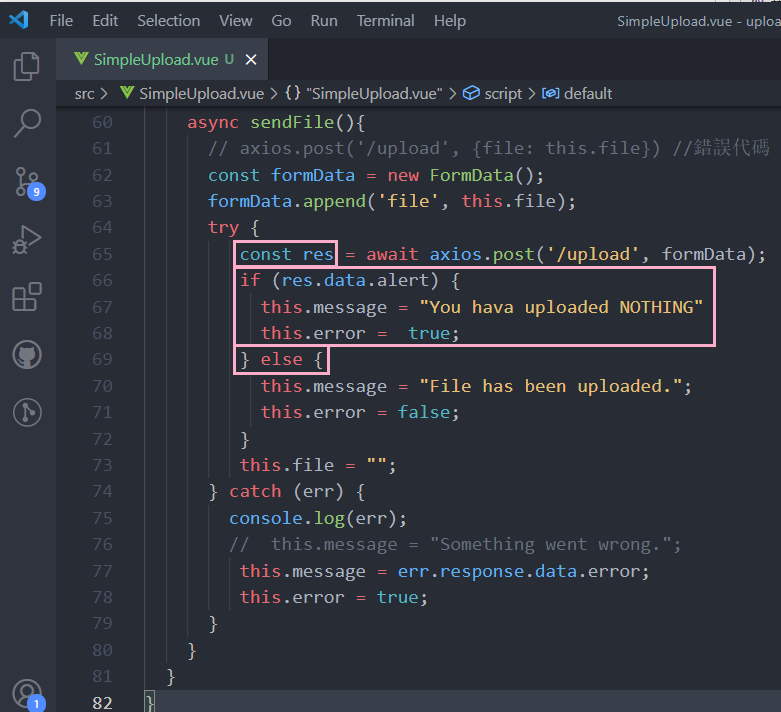 File Edit Selection View Go Run Terminal Help SimpleUpload.vue - uploa
SimpleUpload.vue U ×
src > SimpleUpload.vue > {} "SimpleUpload.vue" > script > default
60 async sendFile(){
61 // axios.post('/upload', {file: this.file}) //錯誤代碼
62 const formData = new FormData();
63 formData.append('file', this.file);
64 try {
65 const res = await axios.post('/upload', formData);
66 if (res.data.alert) {
67 this.message = "You hava uploaded NOTHING"
68 this.error =  true;
69 } else {
70 this.message = "File has been uploaded.";
71 this.error = false;
72 }
73 this.file = "";
74 } catch (err) {
75 console.log(err);
76 //  this.message = "Something went wrong.";
77 this.message = err.response.data.error;
78 this.error = true;
79 }
80 }
81 }
82 }
9
1